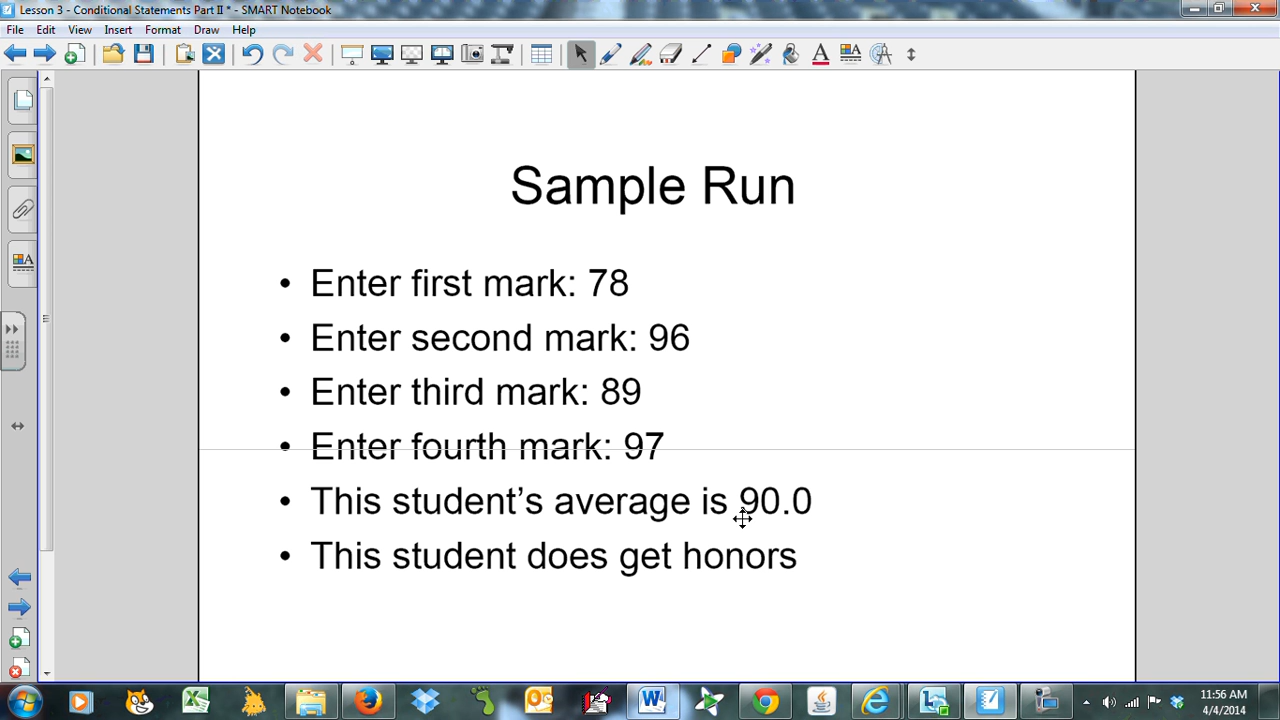 Lesson 3 - Conditional Statements Part II * - SMART Notebook
File Edit View Insert Format Draw Help
Sample Run
• Enter first mark: 78
• Enter second mark: 96
• Enter third mark: 89
• Enter fourth mark: 97
• This student’s average is 90.0
• This student does get honors
11:56 AM
4/4/2014